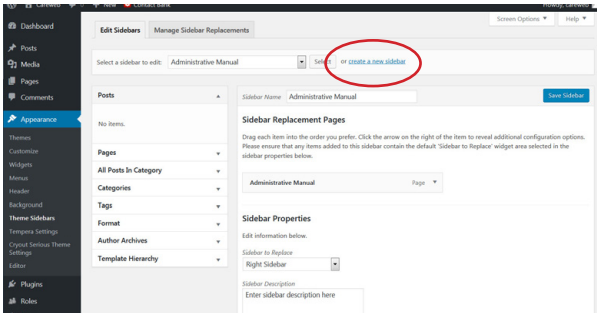 Careweb
0
New
Contact Bank
Howdy, careweb
Screen Options ▼
Help ▼
Dashboard
Posts
Media
Pages
Comments
Appearance
Themes
Customize
Widgets
Menus
Header
Background
Theme Sidebars
Tempera Settings
Cryout Serious Theme
Settings
Editor
Plugins
Roles
Edit Sidebars
Manage Sidebar Replacements
Select a sidebar to edit: Administrative Manual Select or create a new sidebar
Posts
No items.
Pages
All Posts In Category
Categories
Tags
Format
Author Archives
Template Hierarchy
Sidebar Name Administrative Manual
Save Sidebar
Sidebar Replacement Pages
Drag each item into the order you prefer. Click the arrow on the right of the item to reveal additional configuration options.
Please ensure that any items added to this sidebar contain the default 'Sidebar to Replace' widget area selected in the
sidebar properties below.
Administrative Manual Page ▼
Sidebar Properties
Edit information below.
Sidebar to Replace
Right Sidebar
Sidebar Description
Enter sidebar description here